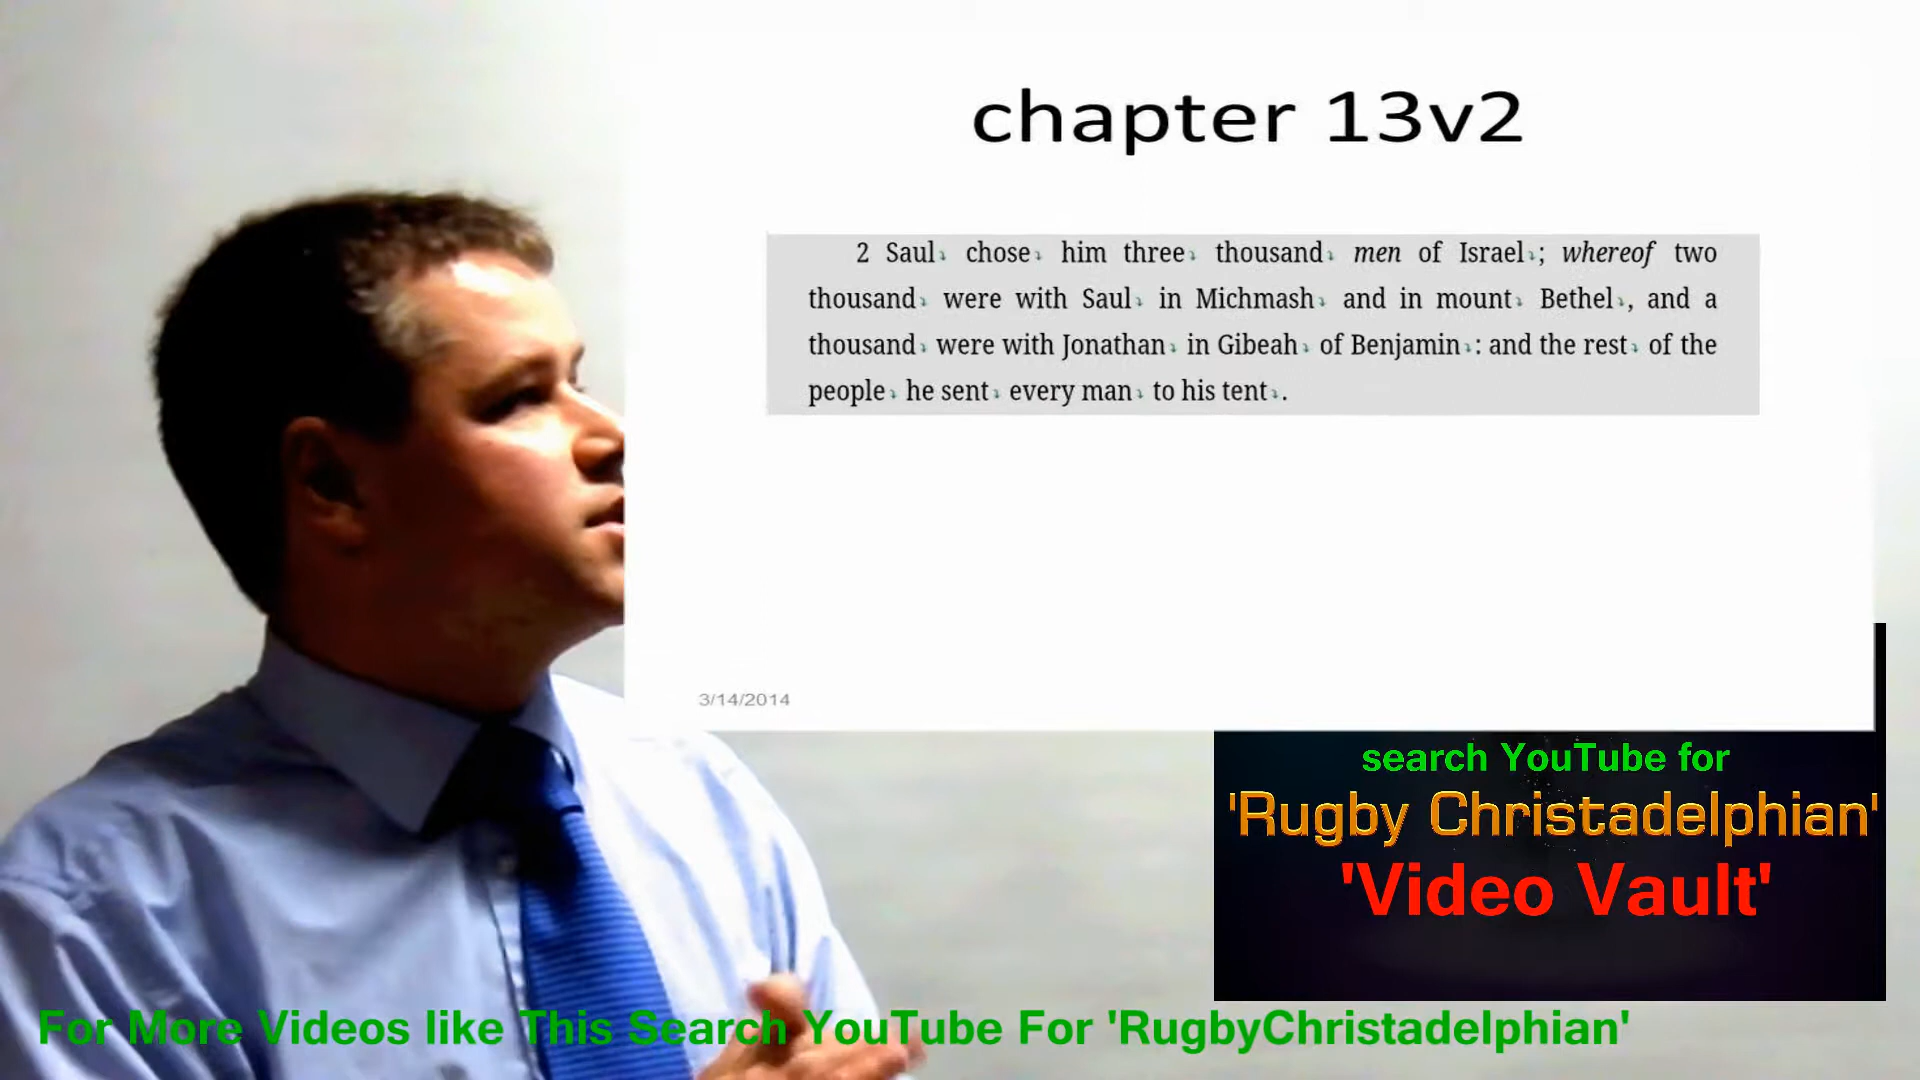 chapter 13v2
2 Saul chose him three thousand men of Israel; whereof two
thousand were with Saul in Michmash and in mount Bethel, and a
thousand were with Jonathan in Gibeah of Benjamin: and the rest of the
people he sent every man to his tent.
3/14/2014
search YouTube for
'Rugby Christadelphian'
'Video Vault'
For More Videos like This Search YouTube For 'RugbyChristadelphian'